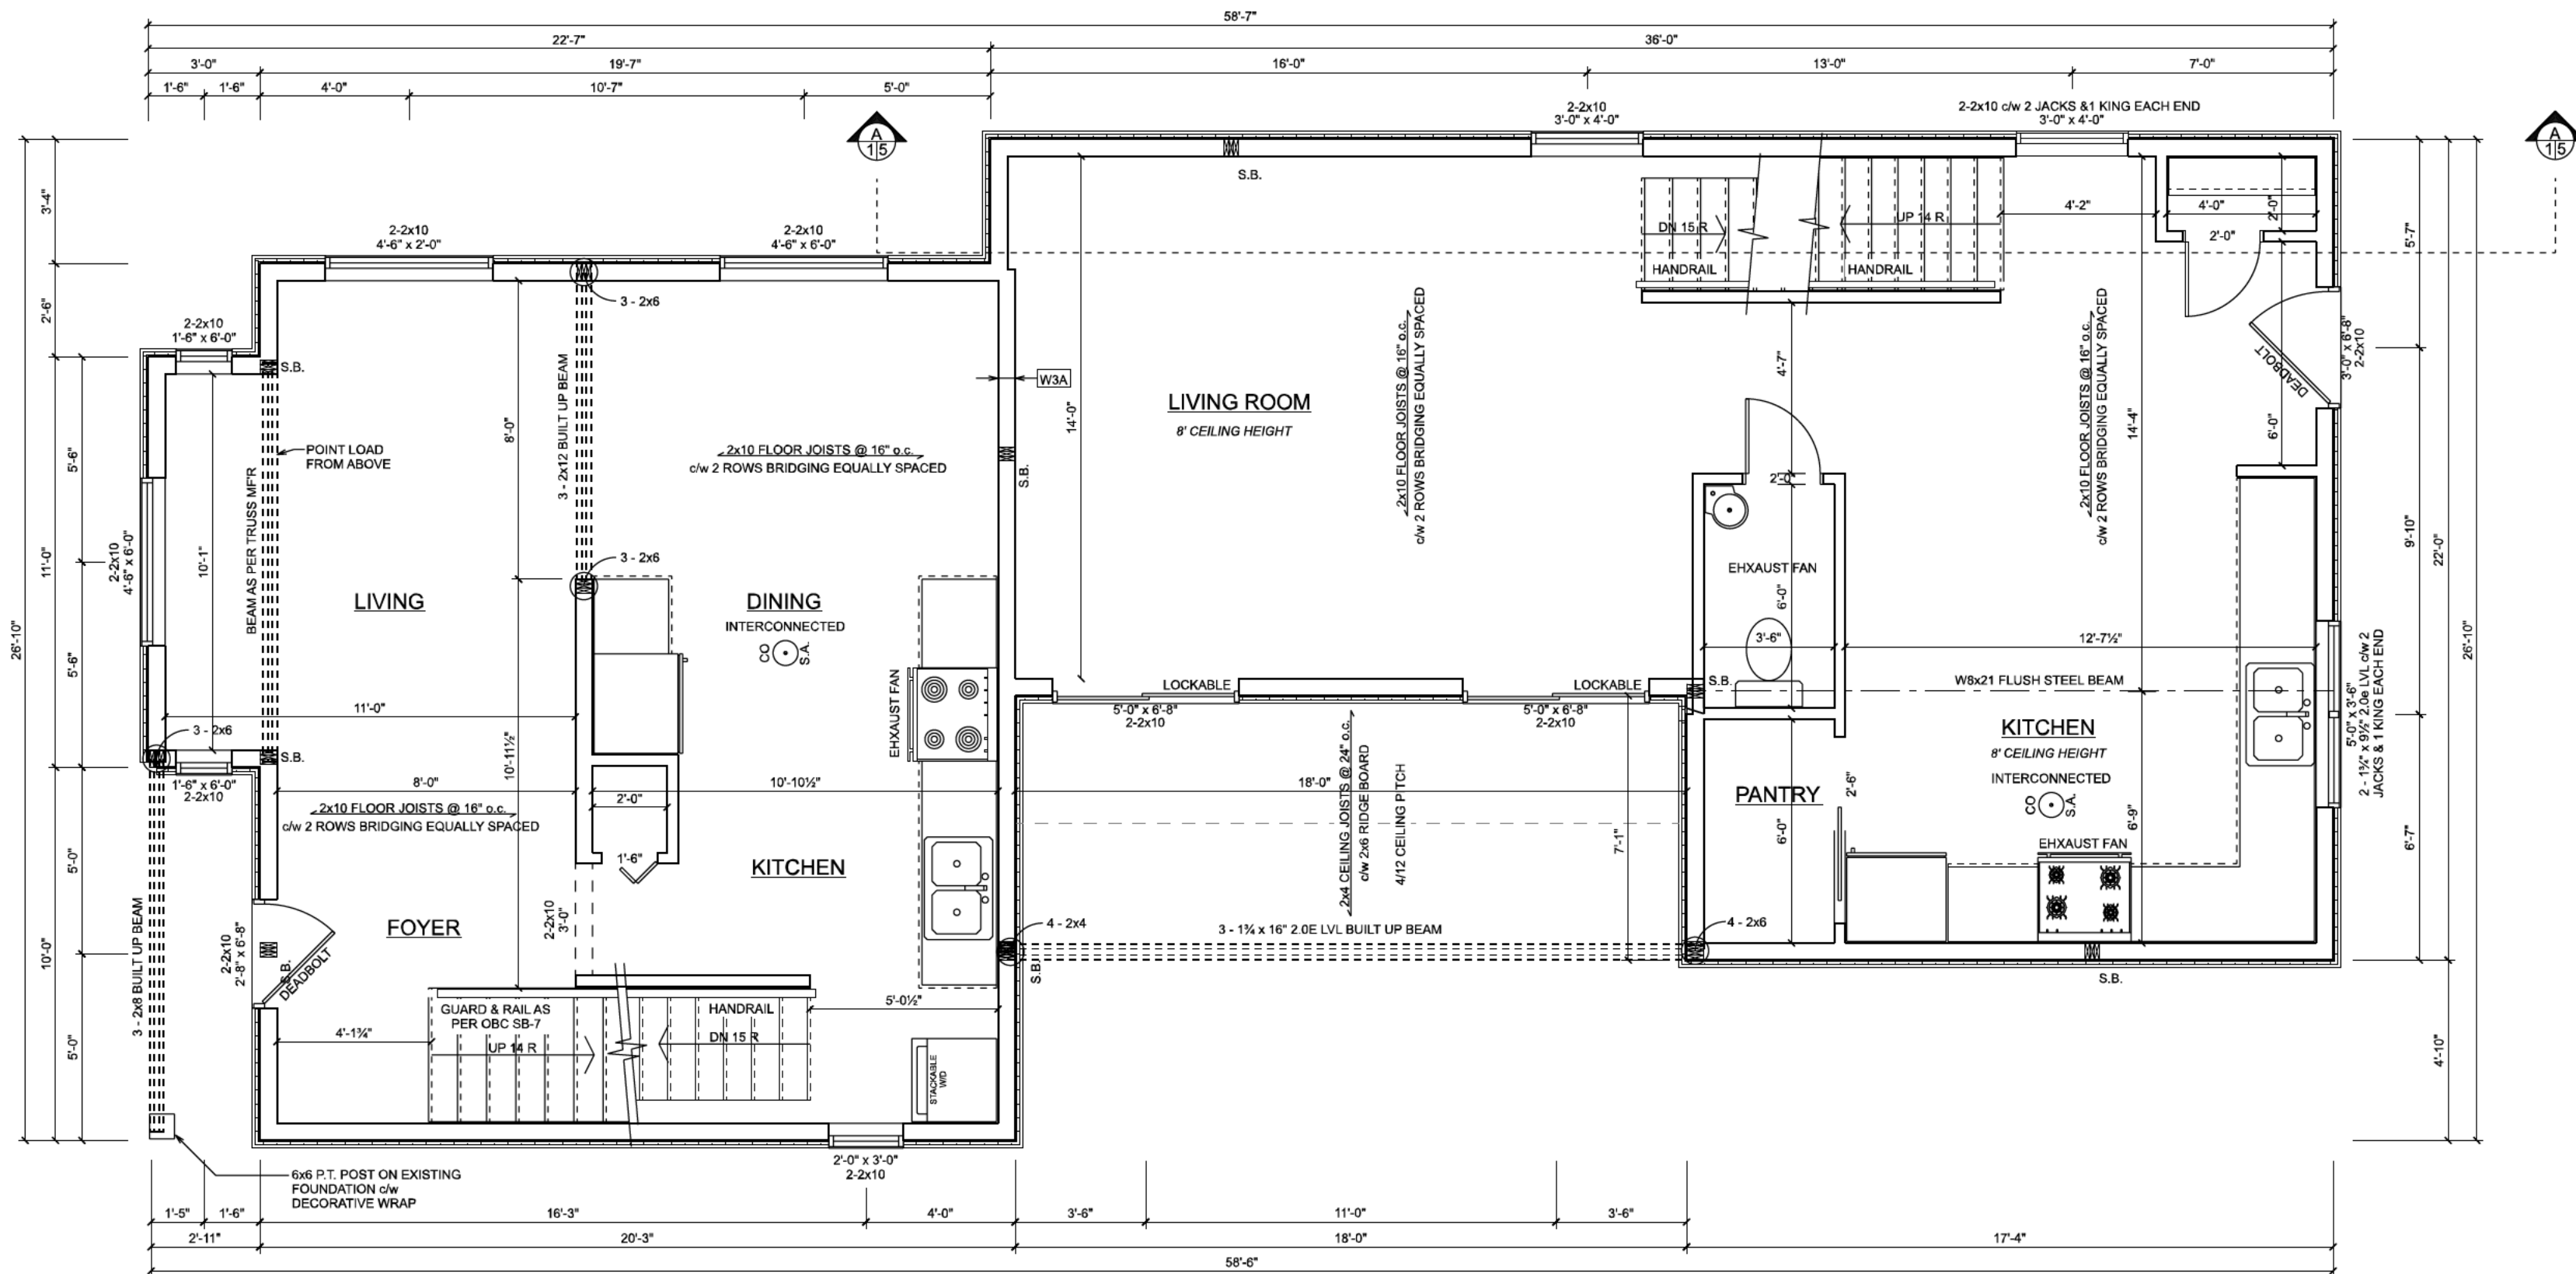 58'-7"
22'-7"
36'-0"
3'-0"
19'-7"
16'-0"
13'-0"
7'-0"
1'-6"
1'-6"
4'-0"
10'-7"
5'-0"
A
1 5
A
1 5
2-2x10
3'-0" x 4'-0"
2-2x10 c/w 2 JACKS &1 KING EACH END
3'-0" x 4'-0"
S.B.
2-2x10
4'-6" x 2'-0"
2-2x10
4'-6" x 6'-0"
3 - 2x6
2-2x10
1'-6" x 6'-0"
S.B.
POINT LOAD
FROM ABOVE
BEAM AS PER TRUSS MF'R
3 - 2x12 BUILT UP BEAM
8'-0"
2x10 FLOOR JOISTS @ 16" o.c.
c/w 2 ROWS BRIDGING EQUALLY SPACED
W3A
S.B.
14'-0"
LIVING ROOM
8' CEILING HEIGHT
2x10 FLOOR JOISTS @ 16" o.c.
c/w 2 ROWS BRIDGING EQUALLY SPACED
DN 15 R
HANDRAIL
UP 14 R
HANDRAIL
4'-2"
4'-0"
2'-0"
2'-0"
4'-7"
2x10 FLOOR JOISTS @ 16" o.c.
c/w 2 ROWS BRIDGING EQUALLY SPACED
14'-4"
DEADBOLT
3'-0" x 6'-8"
2-2x10
6'-0"
2'-0"
EHXAUST FAN
6'-0"
3'-6"
12'-7½"
26'-10"
3'-4"
2'-6"
11'-0"
10'-0"
5'-6"
5'-6"
5'-0"
5'-0"
2-2x10
4'-6" x 6'-0"
10'-1"
LIVING
3 - 2x6
DINING
INTERCONNECTED
CO
S.A.
EHXAUST FAN
11'-0"
10'-11½"
3 - 2x6
S.B.
1'-6" x 6'-0"
2-2x10
8'-0"
2x10 FLOOR JOISTS @ 16" o.c.
c/w 2 ROWS BRIDGING EQUALLY SPACED
2'-0"
10'-10½"
1'-6"
KITCHEN
FOYER
2-2x10
3'-0"
2-2x10
2'-8" x 6'-8"
S.B.
DEADBOLT
3 - 2x8 BUILT UP BEAM
GUARD & RAIL AS
PER OBC SB-7
UP 14 R
HANDRAIL
DN 15 R
4'-1¾"
5'-0½"
STACKABLE
W/D
2'-0" x 3'-0"
2-2x10
6x6 P.T. POST ON EXISTING
FOUNDATION c/w
DECORATIVE WRAP
LOCKABLE
LOCKABLE
5'-0" x 6'-8"
2-2x10
5'-0" x 6'-8"
2-2x10
18'-0"
2x4 CEILING JOISTS @ 24" o.c.
c/w 2x6 RIDGE BOARD
4/12 CEILING PITCH
7'-1"
4 - 2x4
S.B.
3 - 1¾ x 16" 2.0E LVL BUILT UP BEAM
4 - 2x6
S.B.
W8x21 FLUSH STEEL BEAM
KITCHEN
8' CEILING HEIGHT
INTERCONNECTED
CO
S.A.
EHXAUST FAN
PANTRY
2'-6"
6'-0"
6'-9"
S.B.
5'-0" x 3'-6"
2 - 1¾" x 9½" 2.0e LVL c/w 2
JACKS & 1 KING EACH END
5'-7"
9'-10"
6'-7"
22'-0"
4'-10"
26'-10"
1'-5"
1'-6"
16'-3"
4'-0"
3'-6"
11'-0"
3'-6"
2'-11"
20'-3"
18'-0"
17'-4"
58'-6"